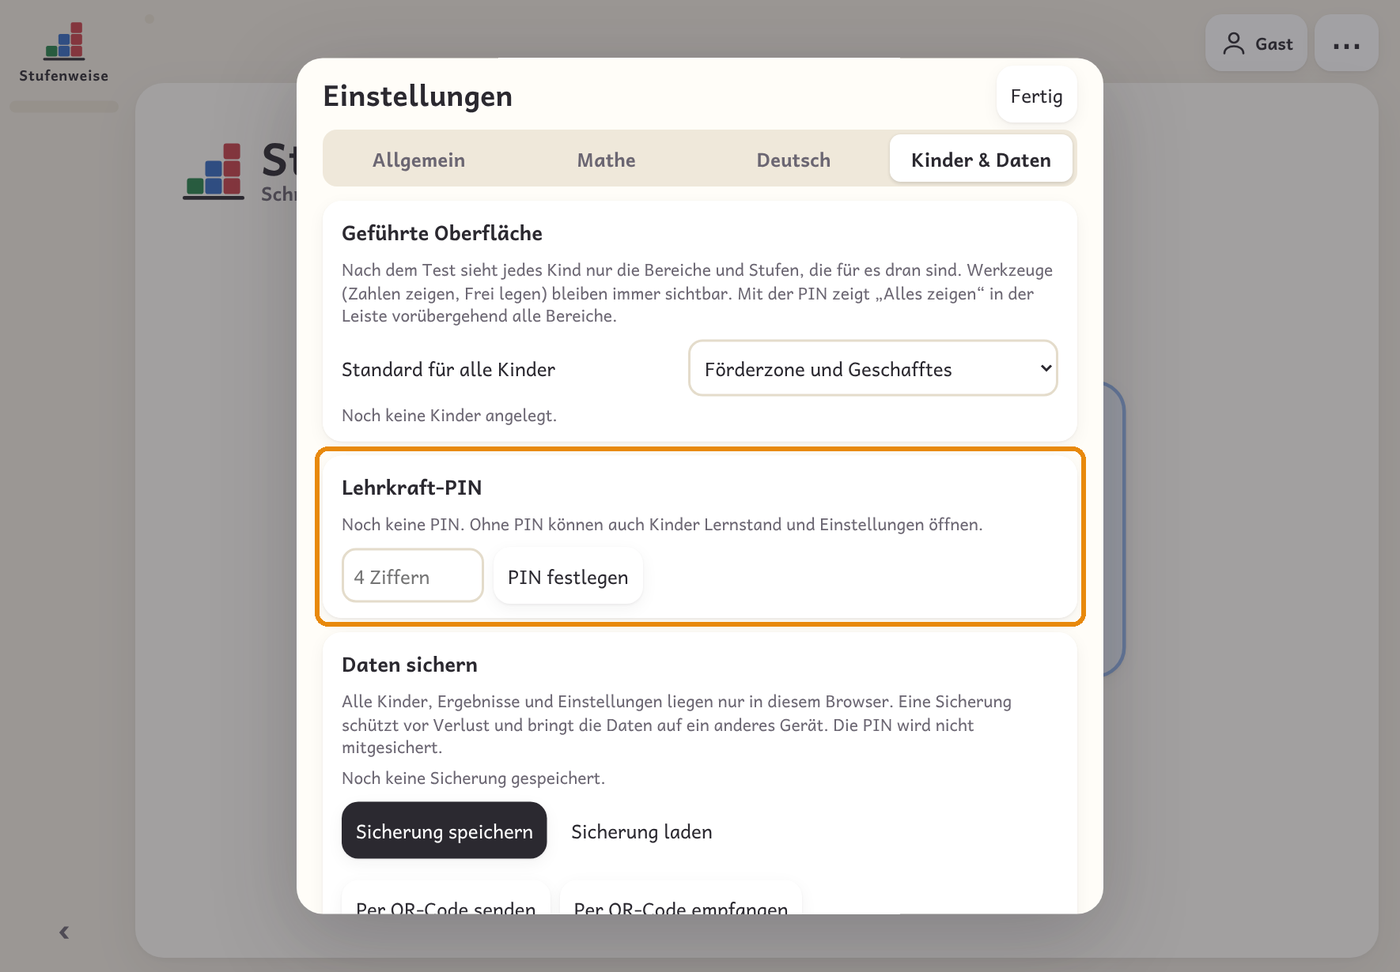 Stufenweise
Gast
...
St
Schr
Einstellungen
Fertig
Allgemein
Mathe
Deutsch
Kinder & Daten
Geführte Oberfläche
Nach dem Test sieht jedes Kind nur die Bereiche und Stufen, die für es dran sind. Werkzeuge
(Zahlen zeigen, Frei legen) bleiben immer sichtbar. Mit der PIN zeigt „Alles zeigen“ in der
Leiste vorübergehend alle Bereiche.
Standard für alle Kinder
Förderzone und Geschafftes
Noch keine Kinder angelegt.
Lehrkraft-PIN
Noch keine PIN. Ohne PIN können auch Kinder Lernstand und Einstellungen öffnen.
4 Ziffern
PIN festlegen
Daten sichern
Alle Kinder, Ergebnisse und Einstellungen liegen nur in diesem Browser. Eine Sicherung
schützt vor Verlust und bringt die Daten auf ein anderes Gerät. Die PIN wird nicht
mitgesichert.
Noch keine Sicherung gespeichert.
Sicherung speichern
Sicherung laden
Per QR-Code senden
Per QR-Code empfangen